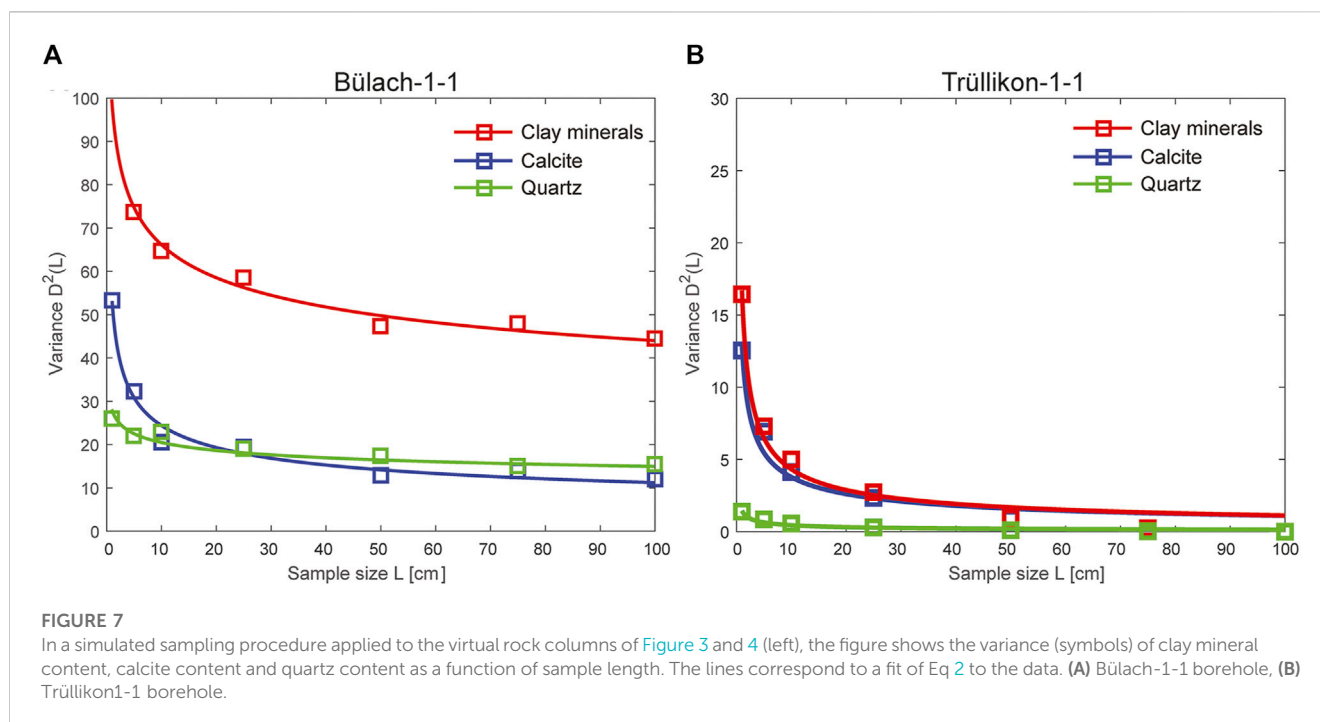 A
Bülach-1-1
100
90
80
70
60
50
40
30
20
10
0
Variance D²(L)
Clay minerals
Calcite
Quartz
0 10 20 30 40 50 60 70 80 90 100
Sample size L [cm]
B
Trüllikon-1-1
30
25
20
15
10
5
0
Variance D²(L)
Clay minerals
Calcite
Quartz
0 10 20 30 40 50 60 70 80 90 100
Sample size L [cm]
FIGURE 7
In a simulated sampling procedure applied to the virtual rock columns of Figure 3 and 4 (left), the figure shows the variance (symbols) of clay mineral
content, calcite content and quartz content as a function of sample length. The lines correspond to a fit of Eq 2 to the data. (A) Bülach-1-1 borehole, (B)
Trüllikon1-1 borehole.